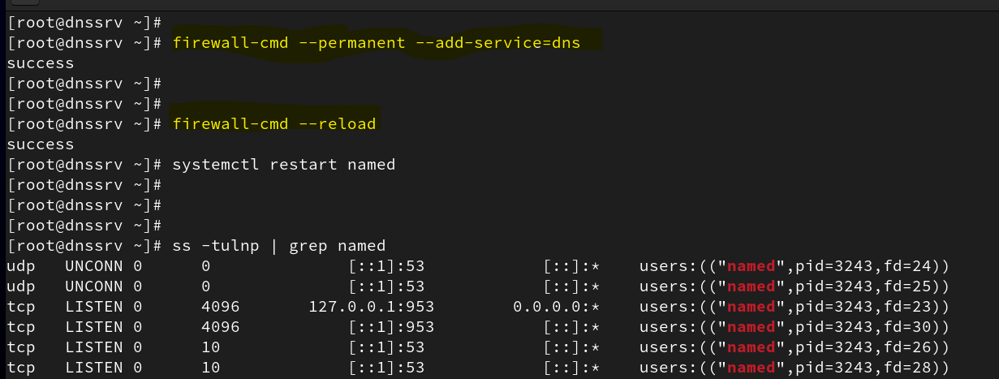 [root@dnssrv ~]#
[root@dnssrv ~]# firewall-cmd --permanent --add-service=dns
success
[root@dnssrv ~]#
[root@dnssrv ~]#
[root@dnssrv ~]# firewall-cmd --reload
success
[root@dnssrv ~]# systemctl restart named
[root@dnssrv ~]#
[root@dnssrv ~]#
[root@dnssrv ~]#
[root@dnssrv ~]# ss -tulnp | grep named
udp   UNCONN 0      0               [::1]:53            [::]:*    users:(("named",pid=3243,fd=24))
udp   UNCONN 0      0               [::1]:53            [::]:*    users:(("named",pid=3243,fd=25))
tcp   LISTEN 0      4096       127.0.0.1:953        0.0.0.0:*    users:(("named",pid=3243,fd=23))
tcp   LISTEN 0      4096           [::1]:953            [::]:*    users:(("named",pid=3243,fd=30))
tcp   LISTEN 0      10              [::1]:53            [::]:*    users:(("named",pid=3243,fd=26))
tcp   LISTEN 0      10              [::1]:53            [::]:*    users:(("named",pid=3243,fd=28))